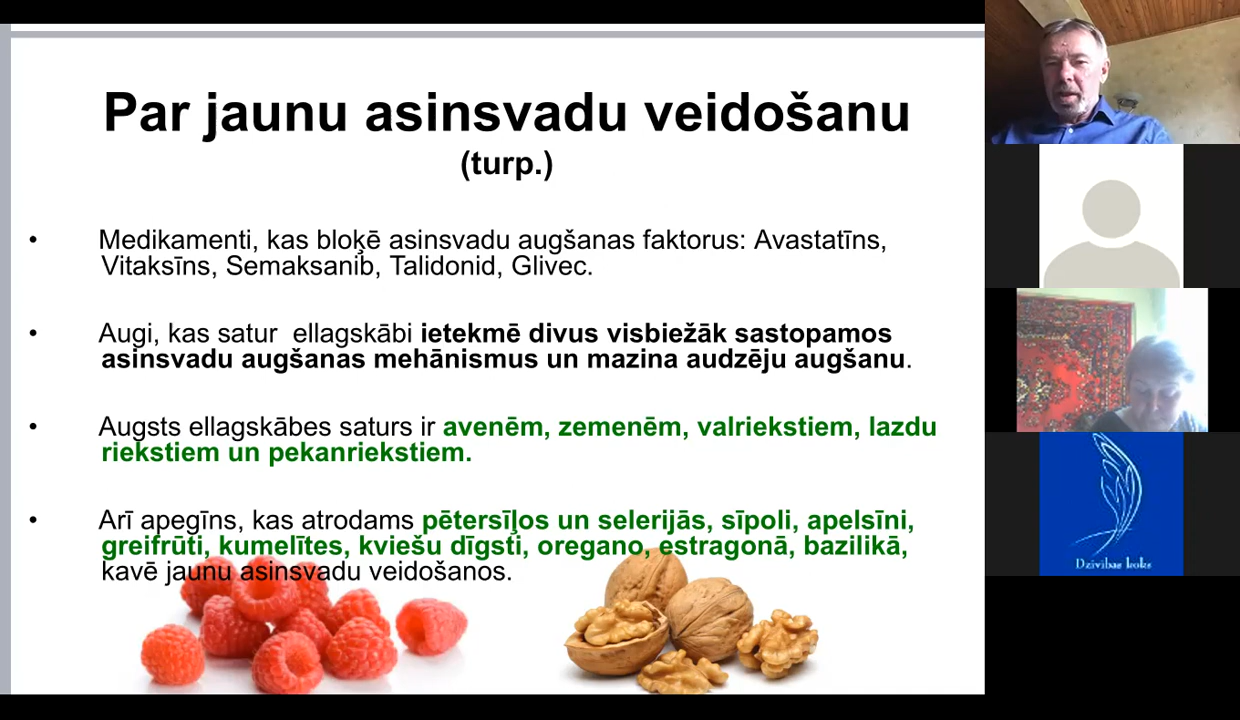 Par jaunu asinsvadu veidošanu
(turp.)
• Medikamenti, kas bloķē asinsvadu augšanas faktorus: Avastatīns,
Vitaksīns, Semaksanib, Talidonid, Glivec.
• Augi, kas satur ellagskābi ietekmē divus visbiežāk sastopamos
asinsvadu augšanas mehānismus un mazina audzēju augšanu.
• Augsts ellagskābes saturs ir avenēm, zemenēm, valriekstiem, lazdu
riekstiem un pekanriekstiem.
• Arī apegīns, kas atrodams pētersīļos un selerijās, sīpoli, apelsīni,
greifrūti, kumelītes, kviešu dīgsti, oregano, estragonā, bazilikā,
kavē jaunu asinsvadu veidošanos.
Dzīvības koks